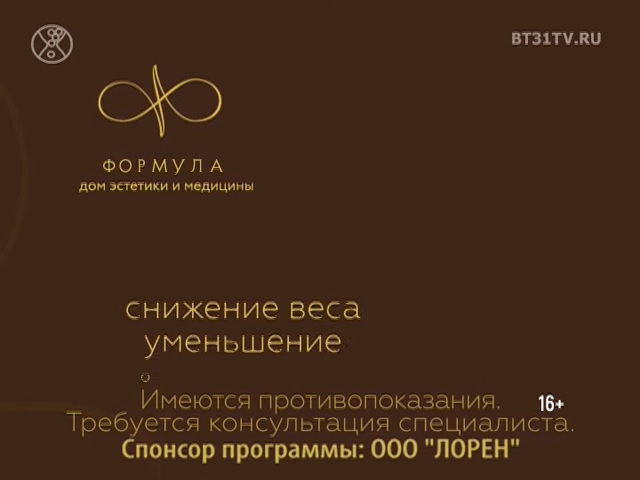 BT31TV.RU
ФОРМУЛА
дом эстетики и медицины
снижение веса
уменьшение
о
Имеются противопоказания.
16+
Требуется консультация специалиста.
Спонсор программы: ООО "ЛОРЕН"